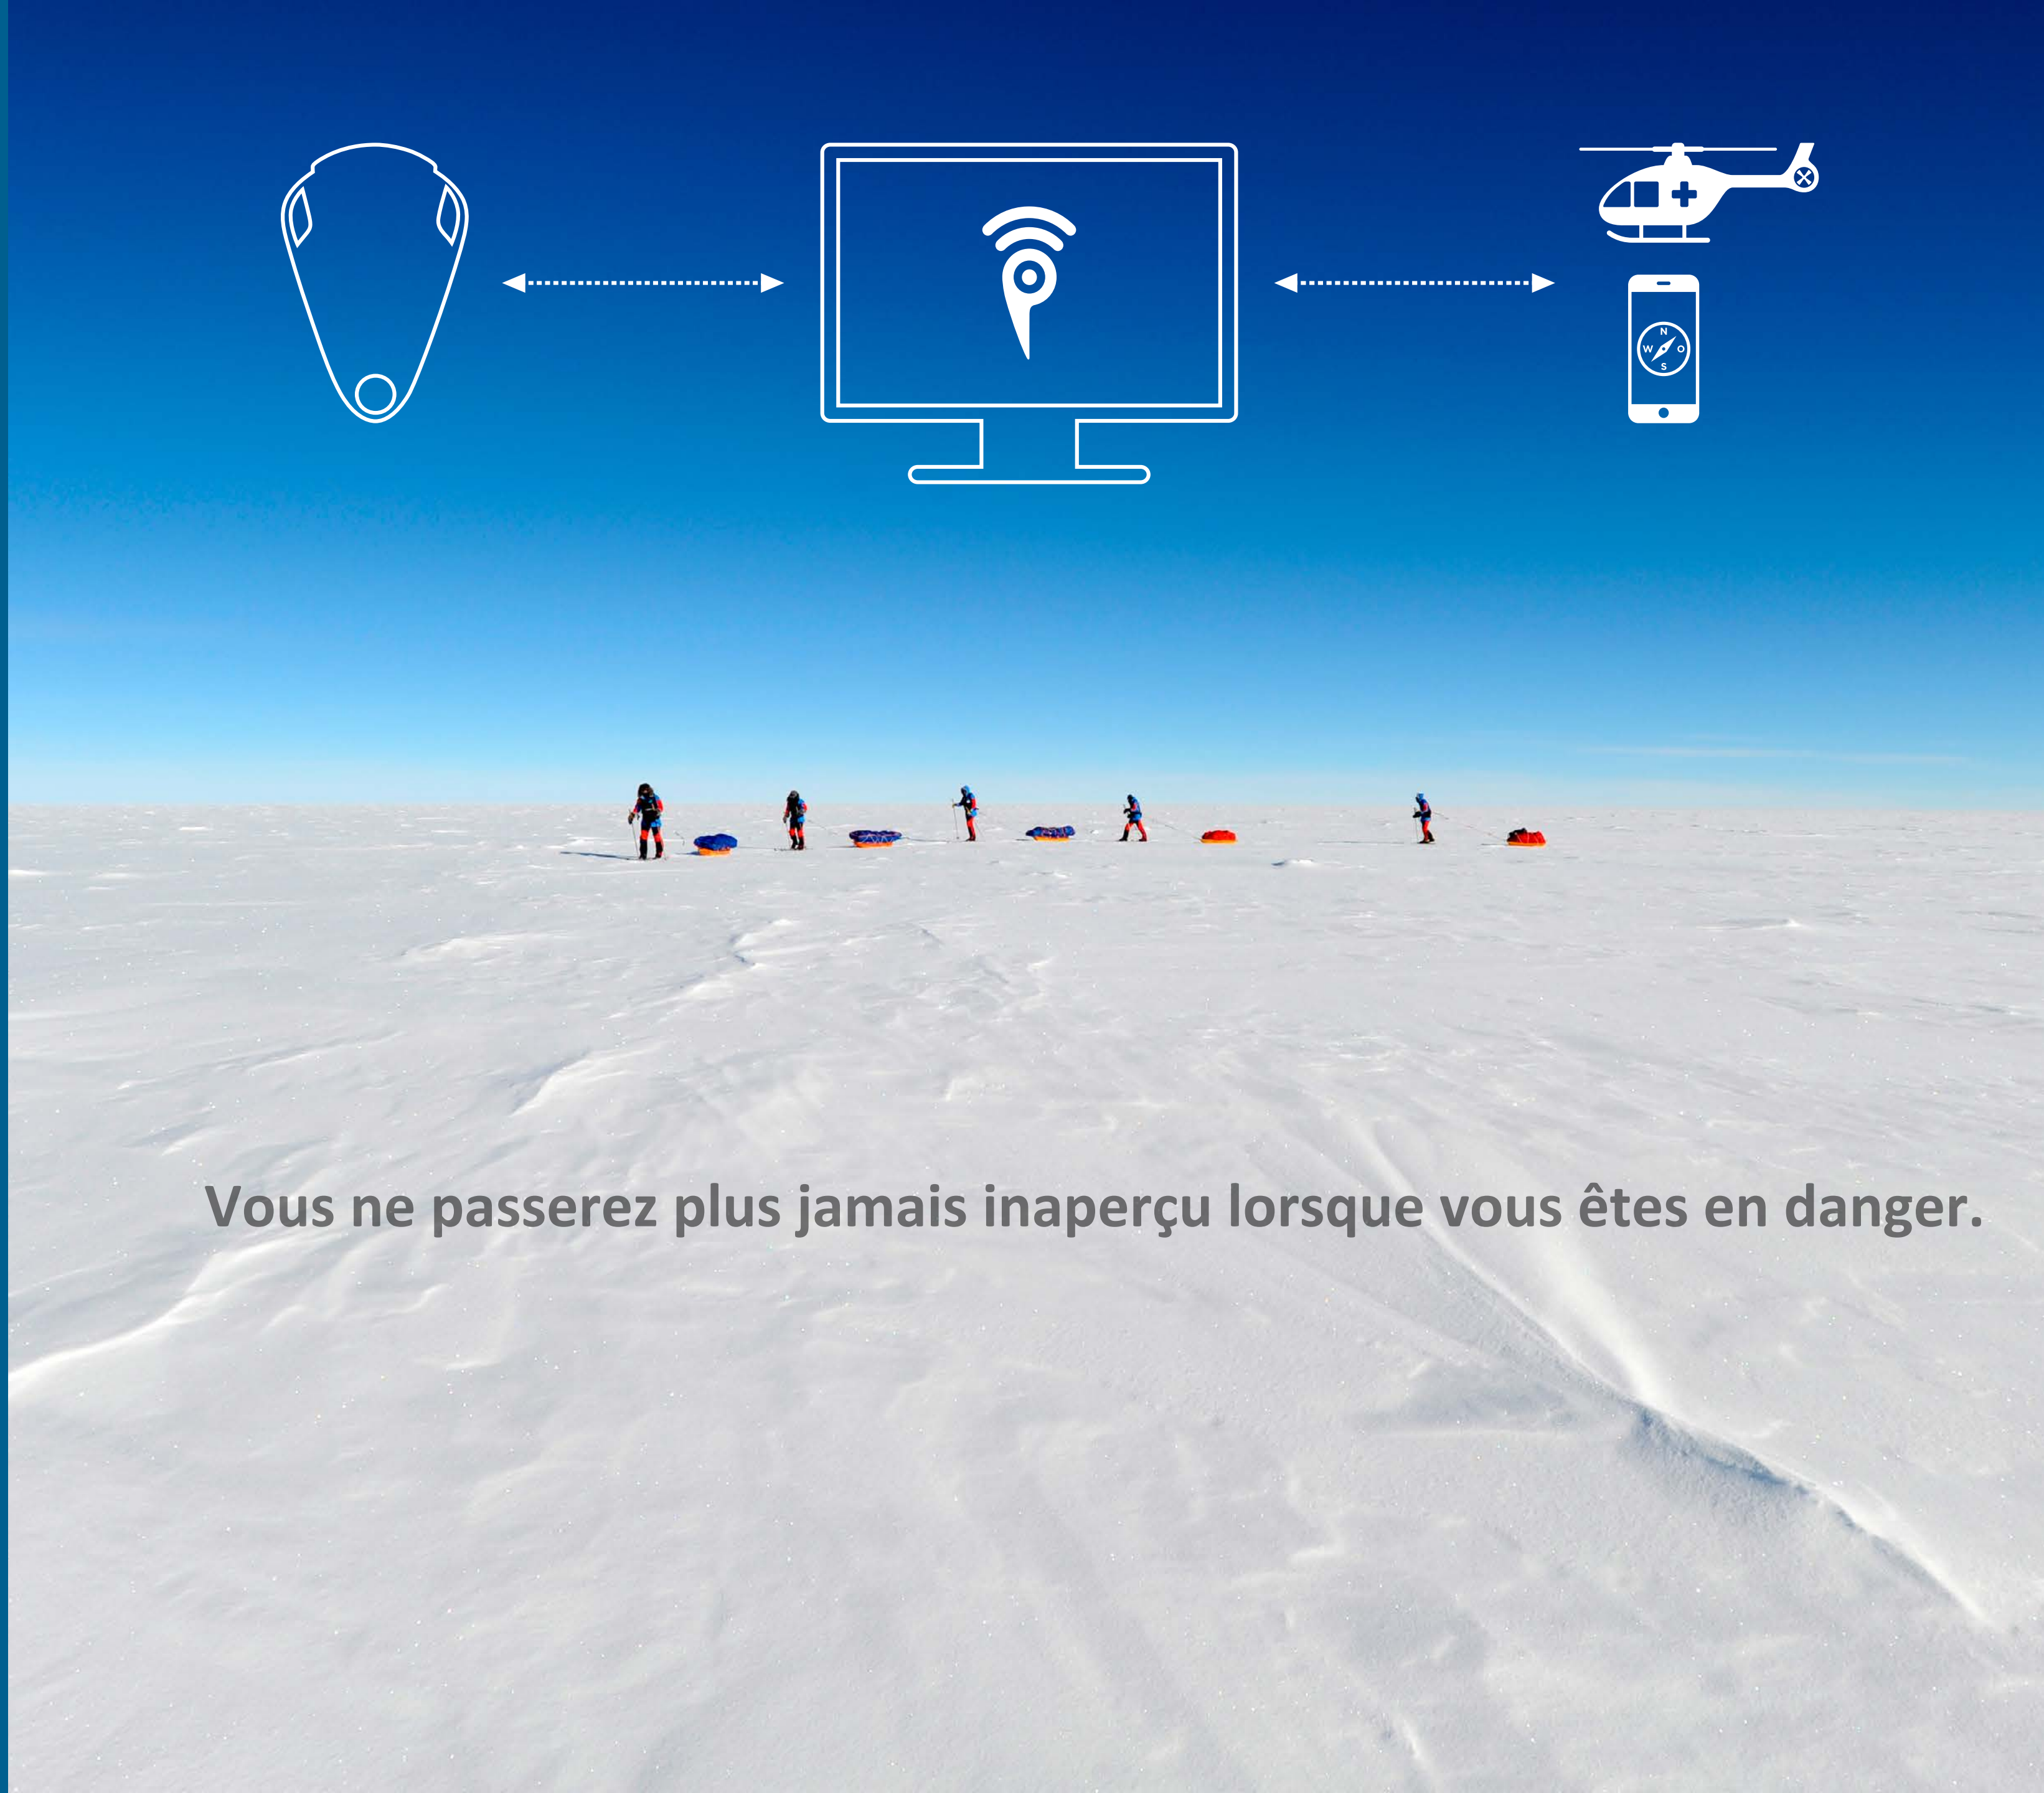 N
W O
S
Vous ne passerez plus jamais inaperçu lorsque vous êtes en danger.